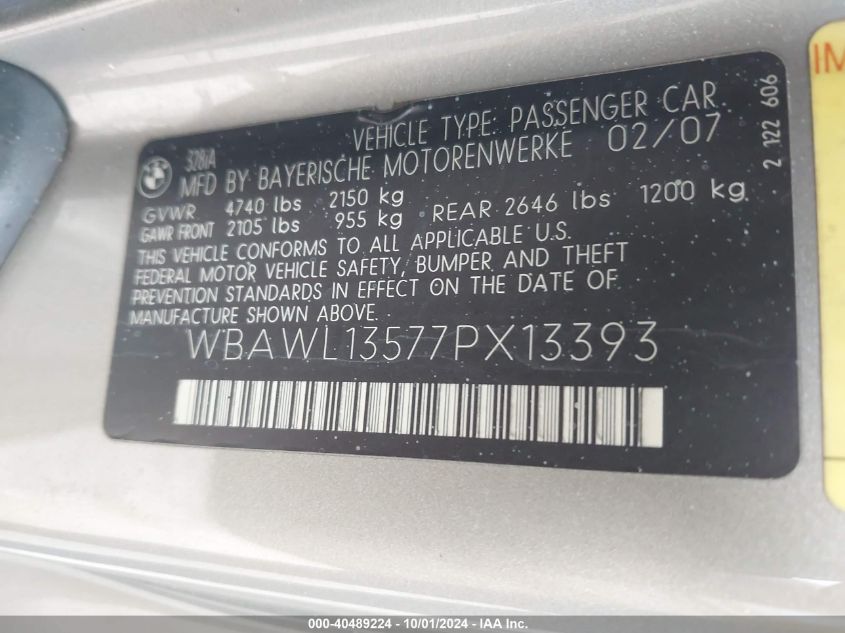 328iA
VEHICLE TYPE: PASSENGER CAR
MFD BY BAYERISCHE MOTORENWERKE 02/07
GVWR 4740 lbs 2150 kg
GAWR FRONT 2105 lbs 955 kg REAR 2646 lbs 1200 kg
THIS VEHICLE CONFORMS TO ALL APPLICABLE U.S.
FEDERAL MOTOR VEHICLE SAFETY, BUMPER AND THEFT
PREVENTION STANDARDS IN EFFECT ON THE DATE OF
MANUFACTURE SHOWN ABOVE.
WBAWL13577PX13393
2 122 606
IM
000-40489224 - 10/01/2024 - IAA Inc.